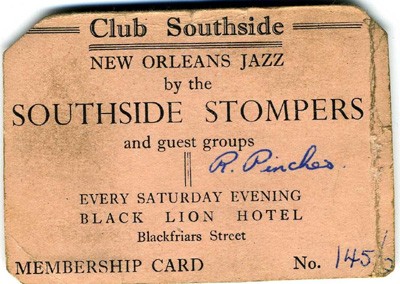 Club Southside
NEW ORLEANS JAZZ
by the
SOUTHSIDE STOMPERS
and guest groups
R. Pinches.
EVERY SATURDAY EVENING
BLACK LION HOTEL
Blackfriars Street
MEMBERSHIP CARD No. 145